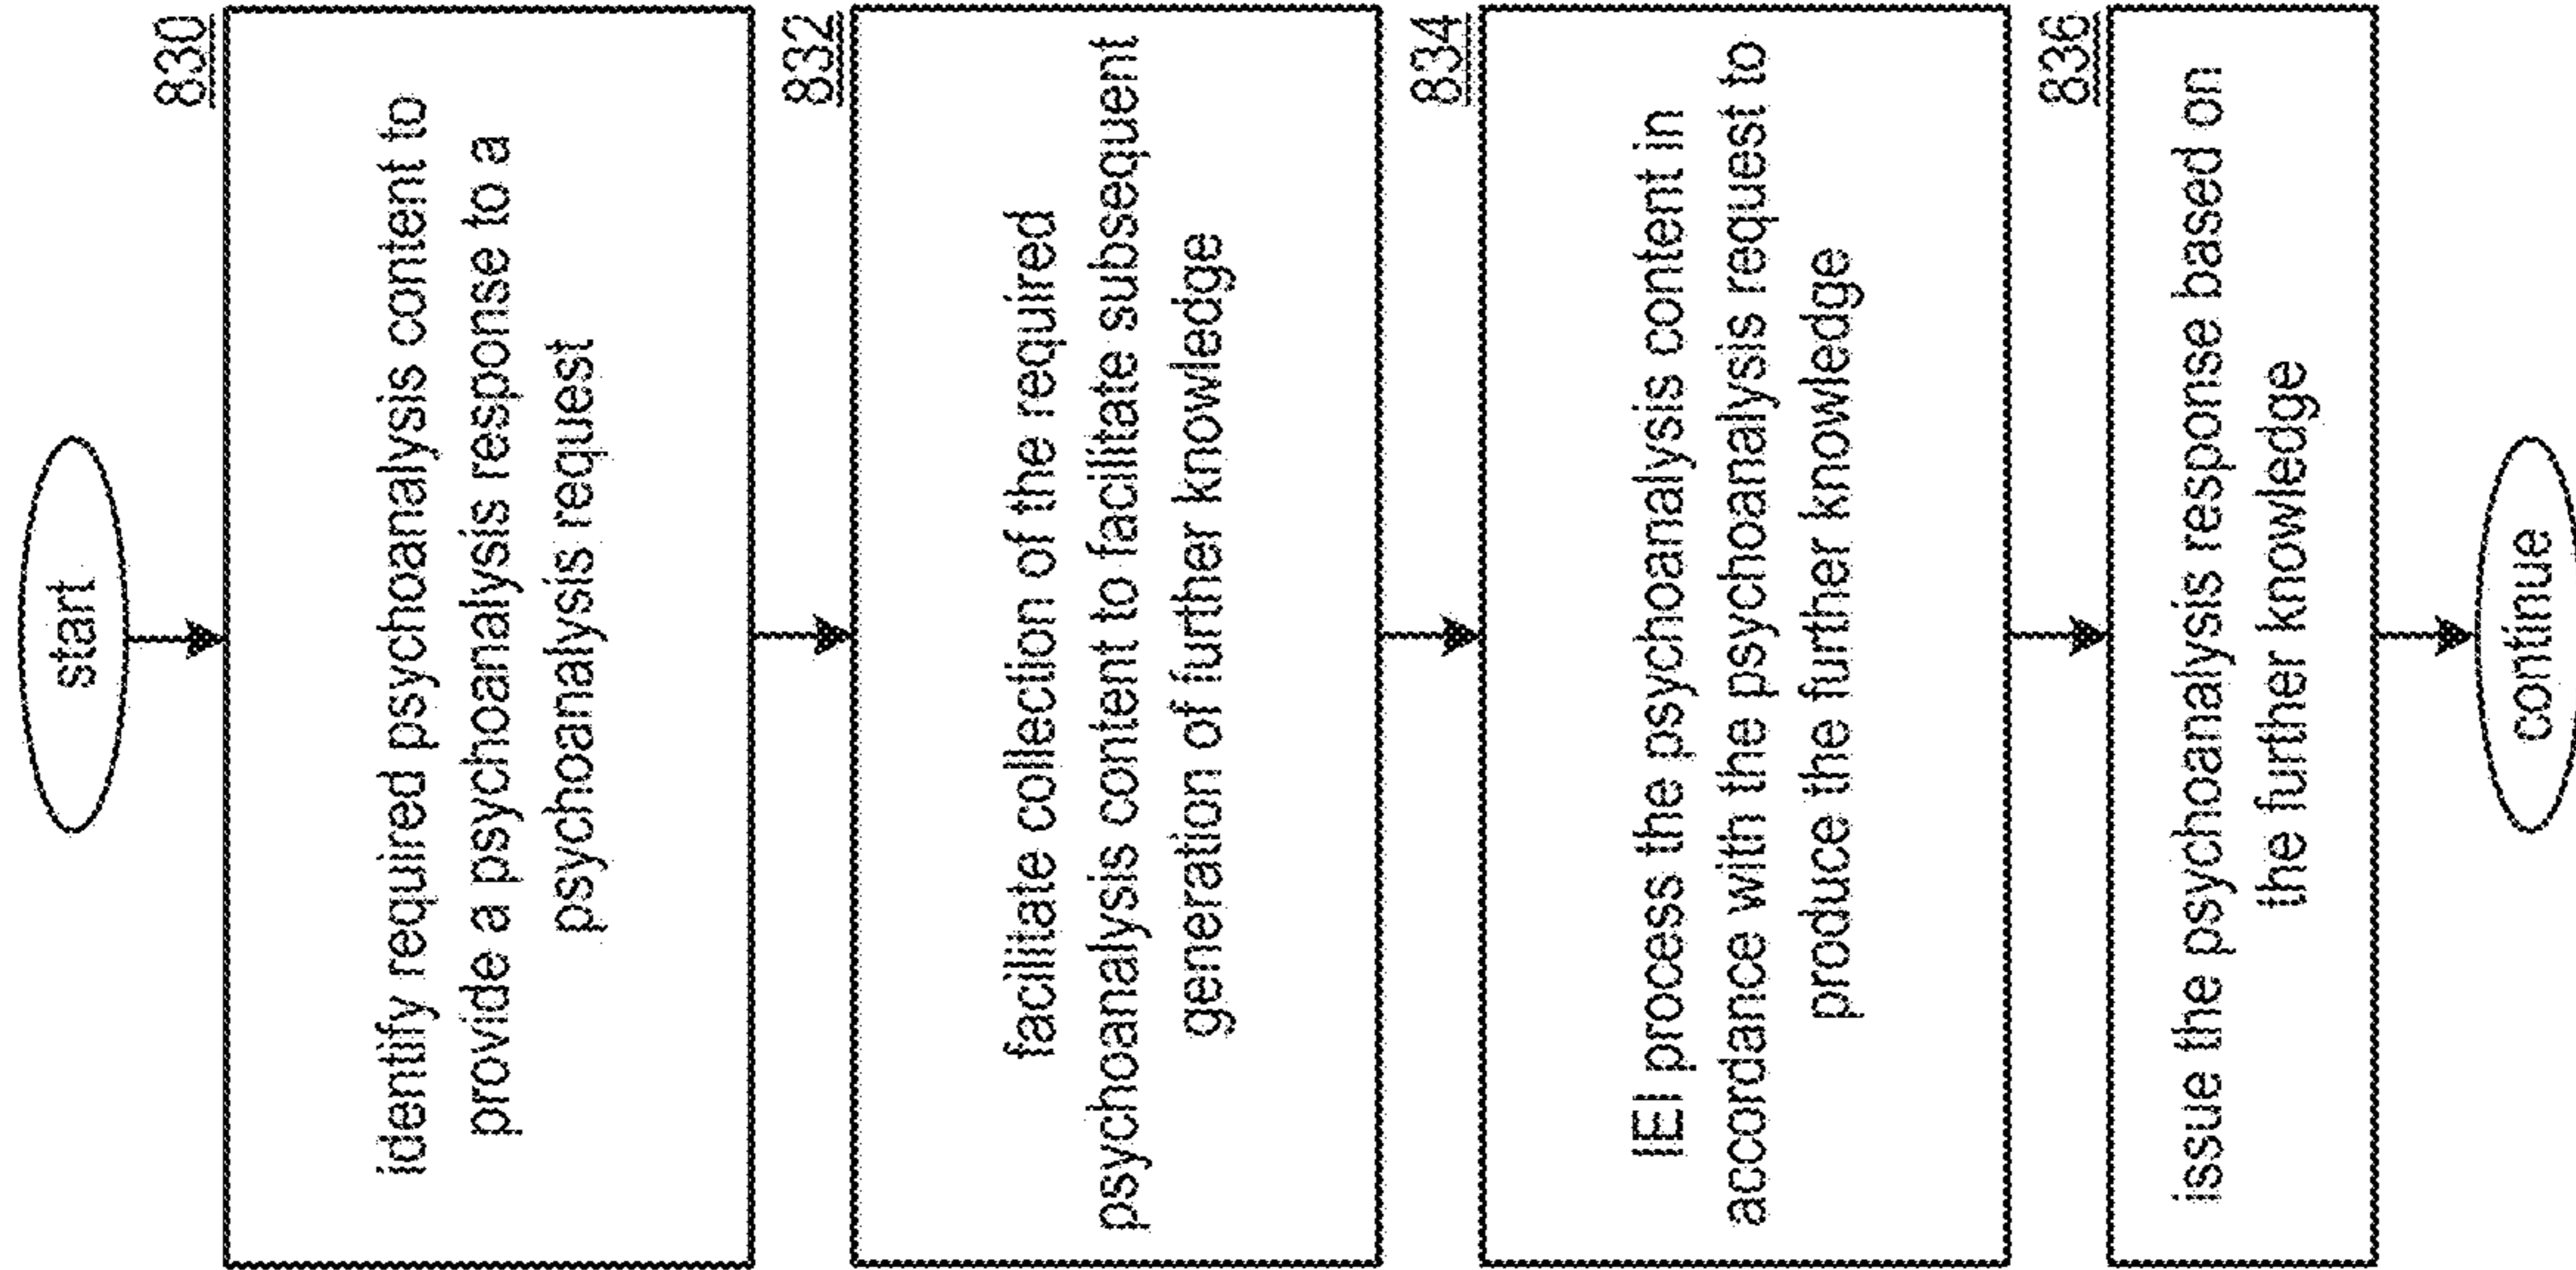 start
830
identify required psychoanalysis content to
provide a psychoanalysis response to a
psychoanalysis request
832
facilitate collection of the required
psychoanalysis content to facilitate subsequent
generation of further knowledge
834
IEI process the psychoanalysis content in
accordance with the psychoanalysis request to
produce the further knowledge
836
issue the psychoanalysis response based on
the further knowledge
continue